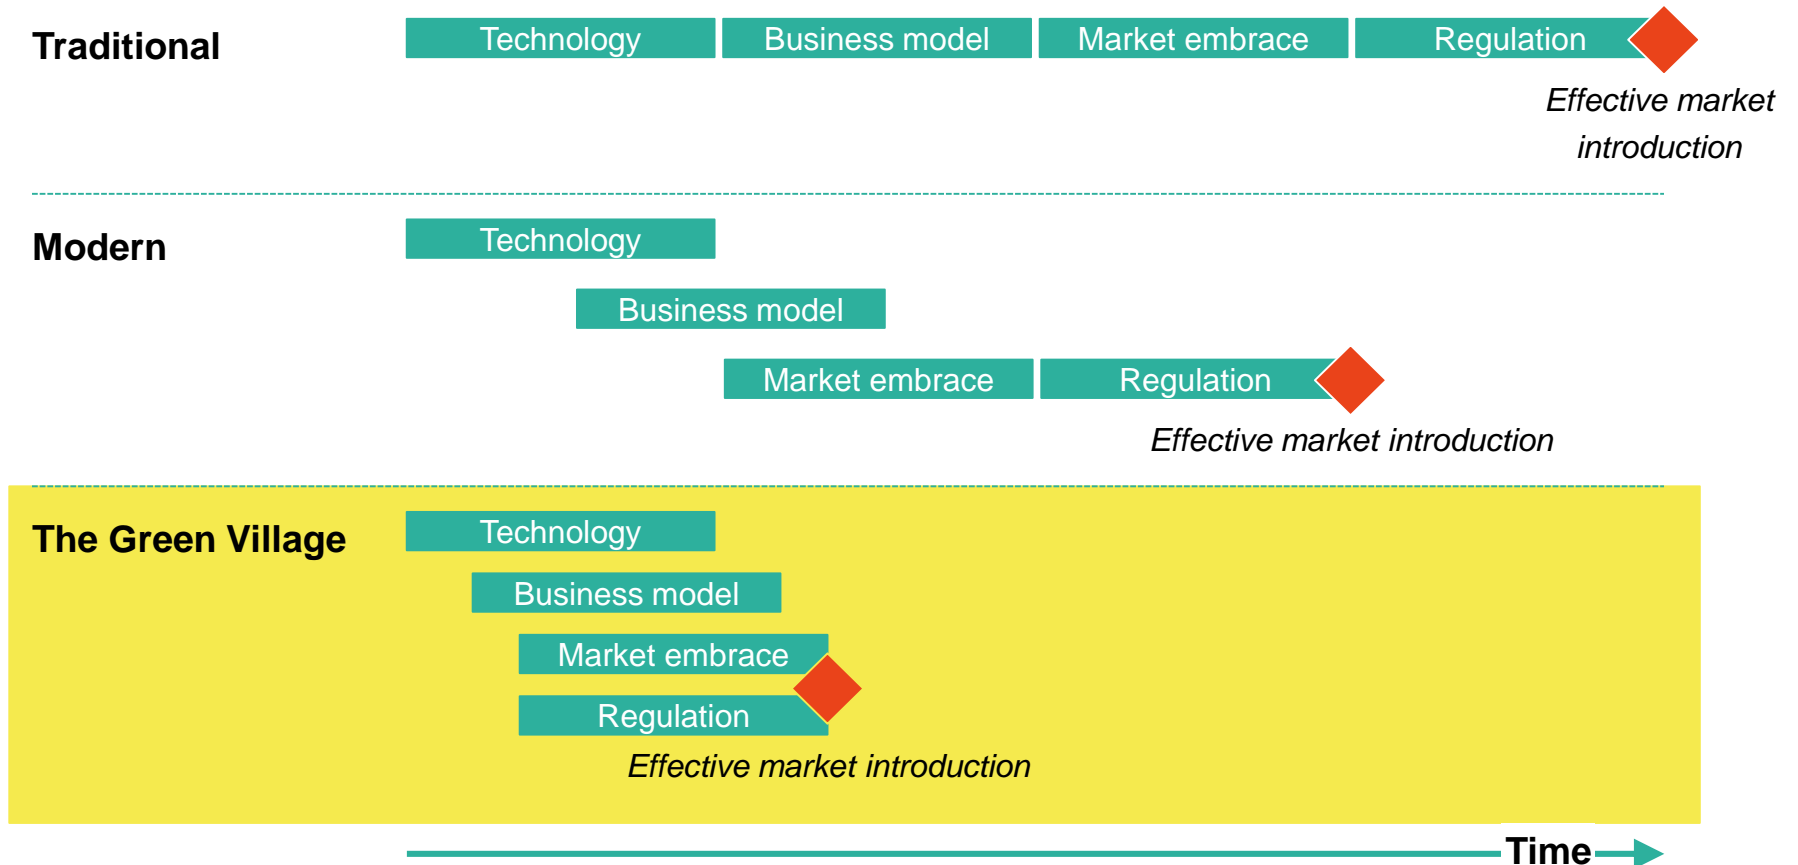 Traditional
Technology
Business model
Market embrace
Regulation
Effective market
introduction
Modern
Technology
Business model
Market embrace
Regulation
Effective market introduction
The Green Village
Technology
Business model
Market embrace
Regulation
Effective market introduction
Time